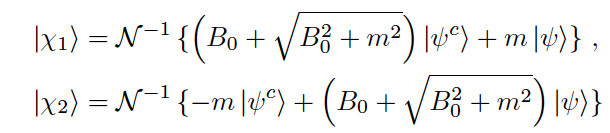 |χ₁⟩ = 𝒩⁻¹ {(B₀ + √(B₀² + m²)) |ψᶜ⟩ + m |ψ⟩} ,
|χ₂⟩ = 𝒩⁻¹ {−m |ψᶜ⟩ + (B₀ + √(B₀² + m²)) |ψ⟩}